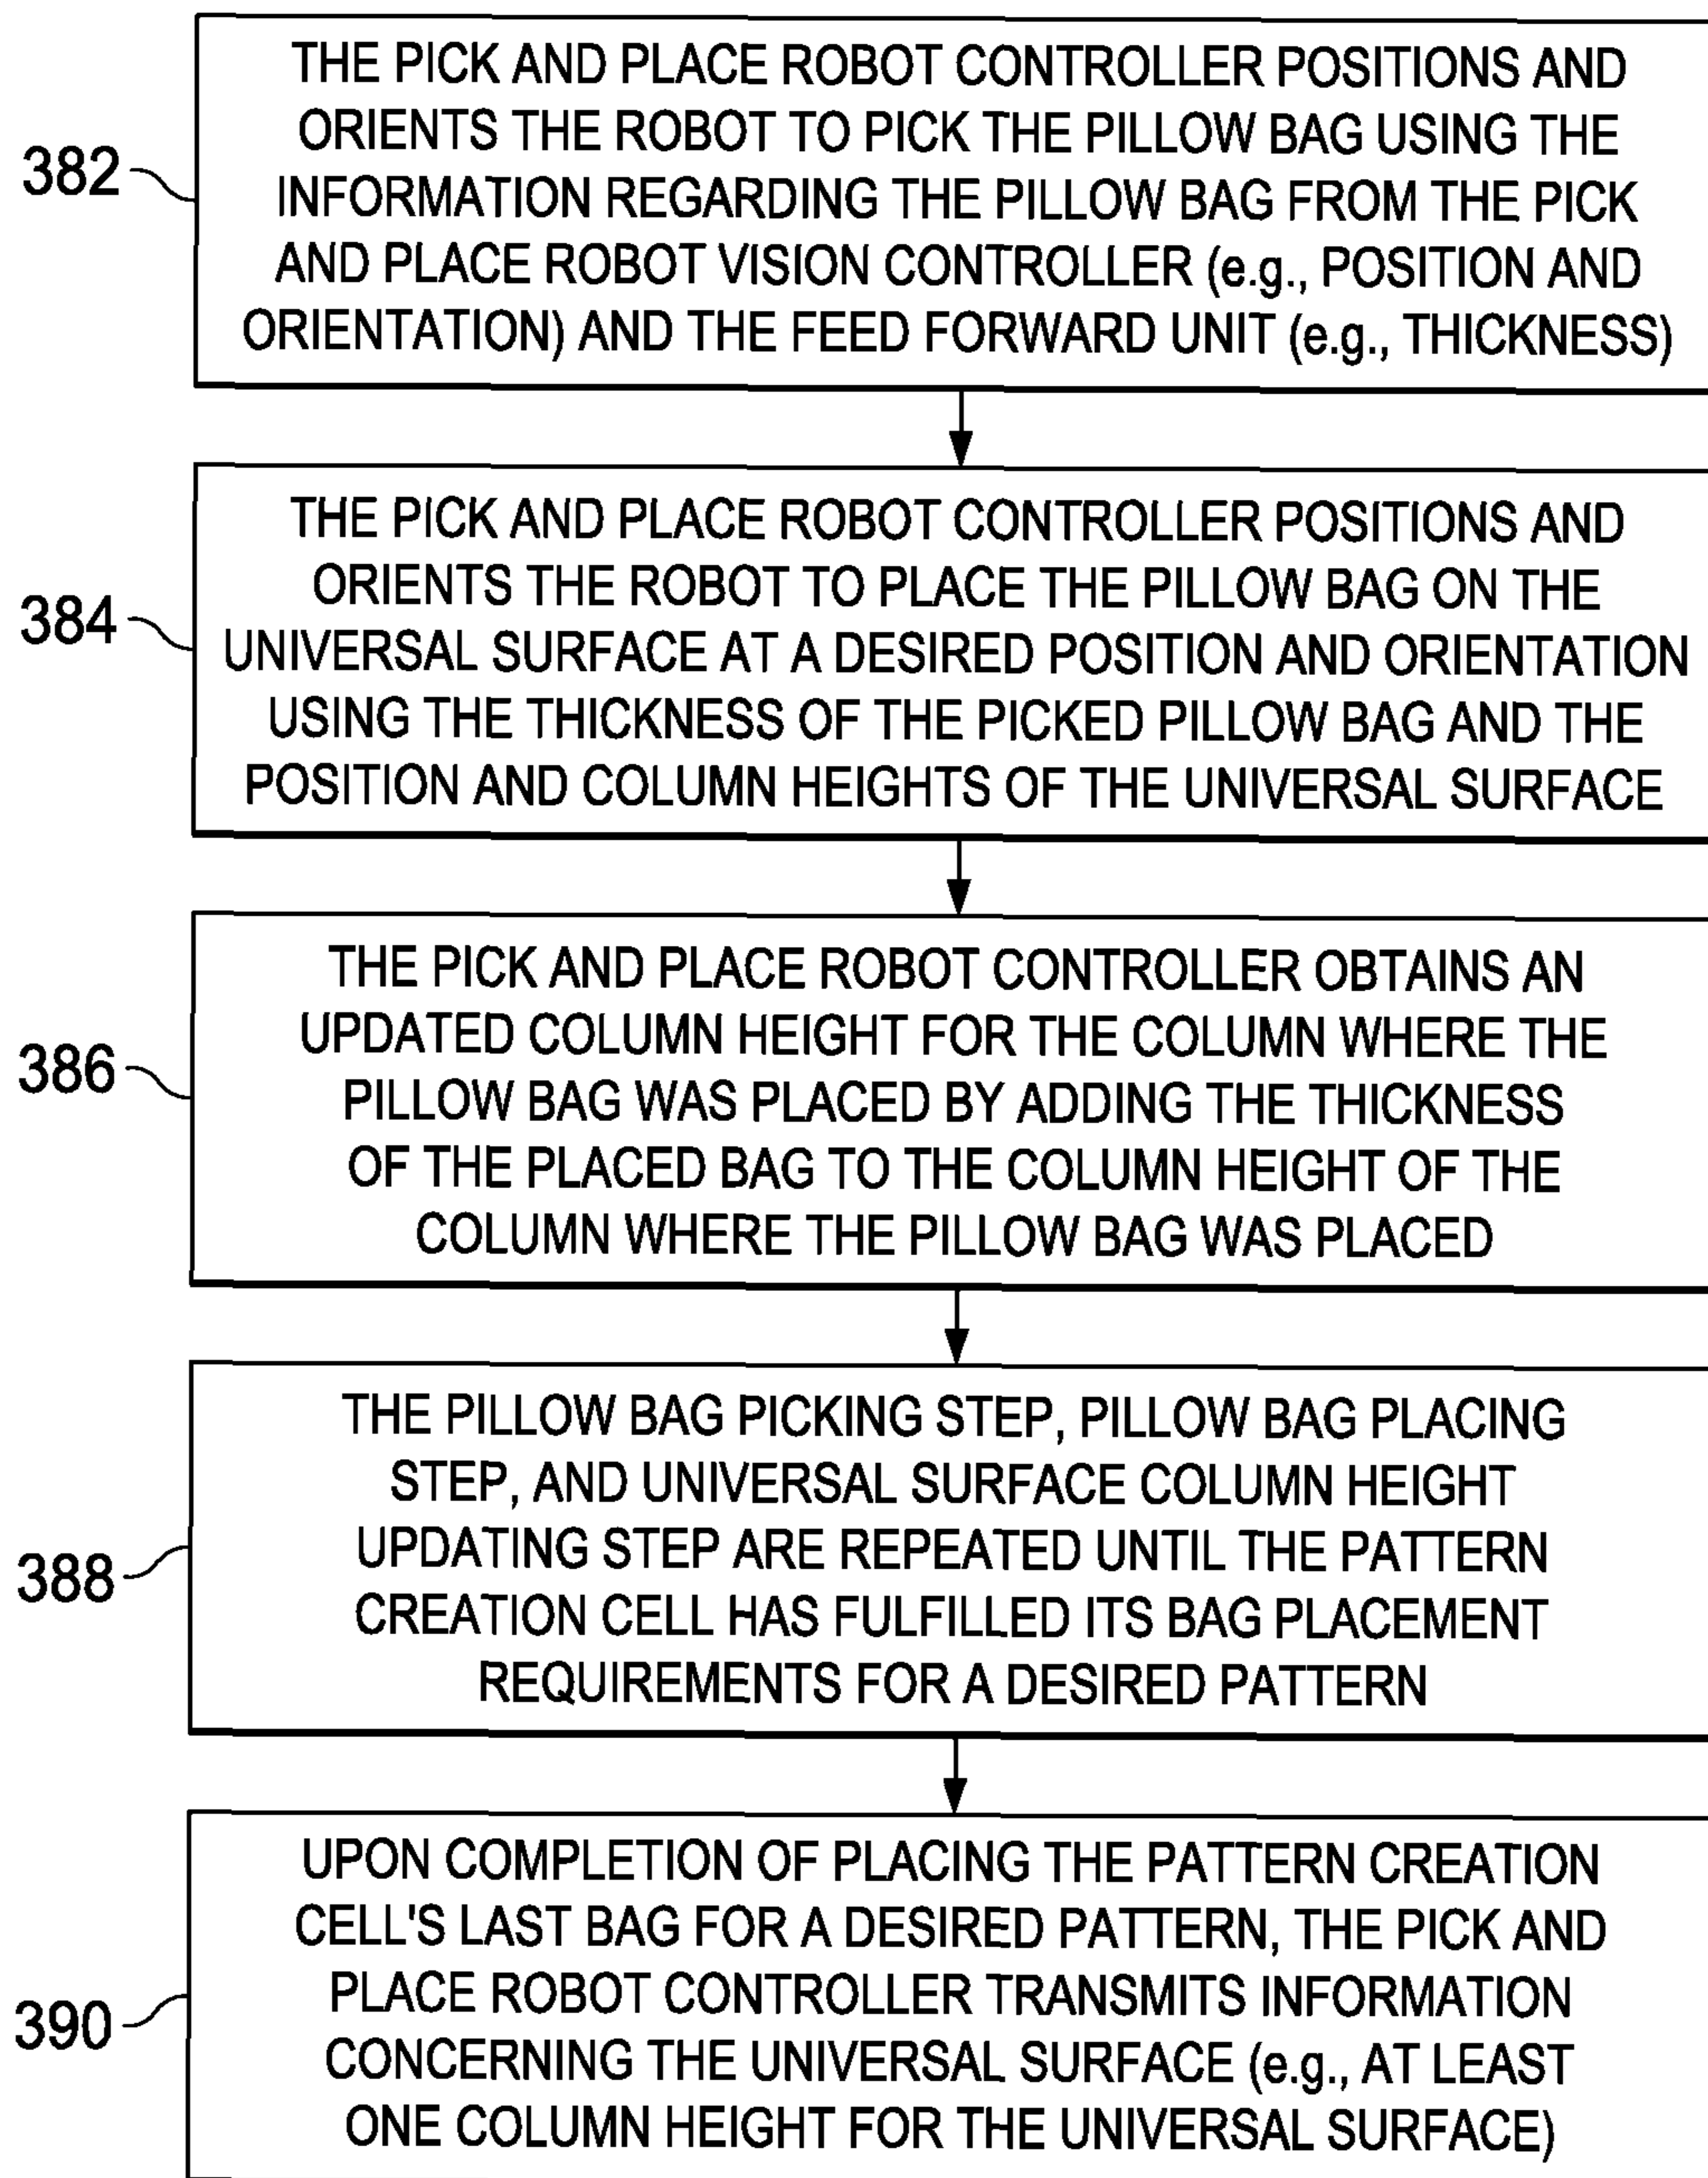 382
THE PICK AND PLACE ROBOT CONTROLLER POSITIONS AND
ORIENTS THE ROBOT TO PICK THE PILLOW BAG USING THE
INFORMATION REGARDING THE PILLOW BAG FROM THE PICK
AND PLACE ROBOT VISION CONTROLLER (e.g., POSITION AND
ORIENTATION) AND THE FEED FORWARD UNIT (e.g., THICKNESS)
384
THE PICK AND PLACE ROBOT CONTROLLER POSITIONS AND
ORIENTS THE ROBOT TO PLACE THE PILLOW BAG ON THE
UNIVERSAL SURFACE AT A DESIRED POSITION AND ORIENTATION
USING THE THICKNESS OF THE PICKED PILLOW BAG AND THE
POSITION AND COLUMN HEIGHTS OF THE UNIVERSAL SURFACE
386
THE PICK AND PLACE ROBOT CONTROLLER OBTAINS AN
UPDATED COLUMN HEIGHT FOR THE COLUMN WHERE THE
PILLOW BAG WAS PLACED BY ADDING THE THICKNESS
OF THE PLACED BAG TO THE COLUMN HEIGHT OF THE
COLUMN WHERE THE PILLOW BAG WAS PLACED
388
THE PILLOW BAG PICKING STEP, PILLOW BAG PLACING
STEP, AND UNIVERSAL SURFACE COLUMN HEIGHT
UPDATING STEP ARE REPEATED UNTIL THE PATTERN
CREATION CELL HAS FULFILLED ITS BAG PLACEMENT
REQUIREMENTS FOR A DESIRED PATTERN
390
UPON COMPLETION OF PLACING THE PATTERN CREATION
CELL'S LAST BAG FOR A DESIRED PATTERN, THE PICK AND
PLACE ROBOT CONTROLLER TRANSMITS INFORMATION
CONCERNING THE UNIVERSAL SURFACE (e.g., AT LEAST
ONE COLUMN HEIGHT FOR THE UNIVERSAL SURFACE)